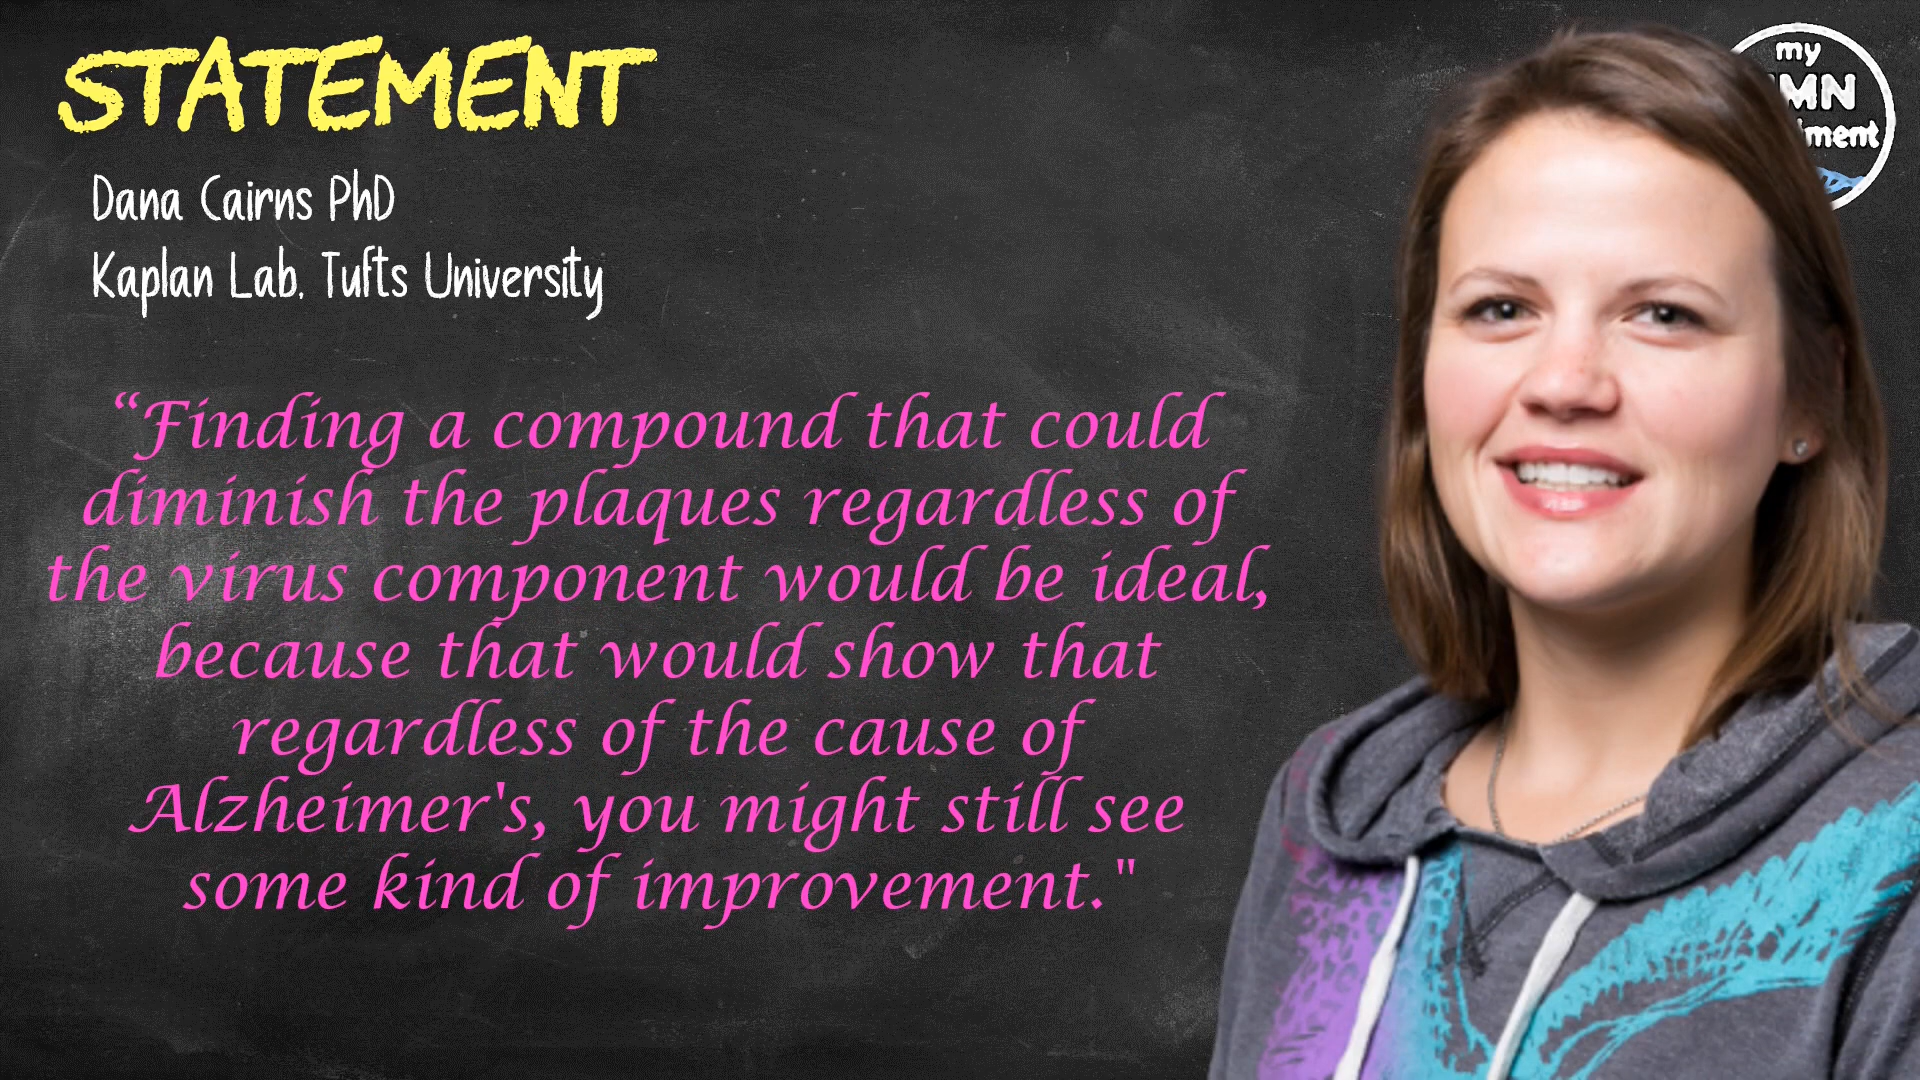 STATEMENT
my
MN
Dana Cairns PhD
Kaplan Lab, Tufts University
“Finding a compound that could
diminish the plaques regardless of
the virus component would be ideal,
because that would show that
regardless of the cause of
Alzheimer's, you might still see
some kind of improvement."